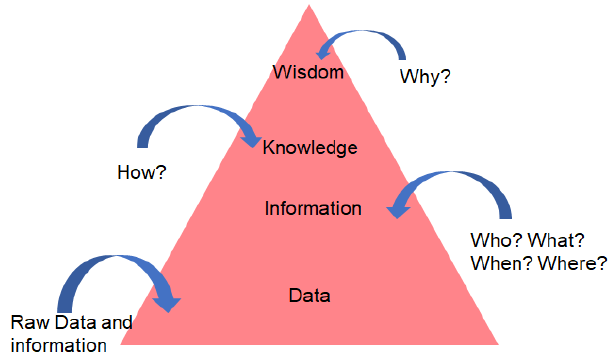 Wisdom
Why?
Knowledge
How?
Information
Who? What?
When? Where?
Data
Raw Data and
information